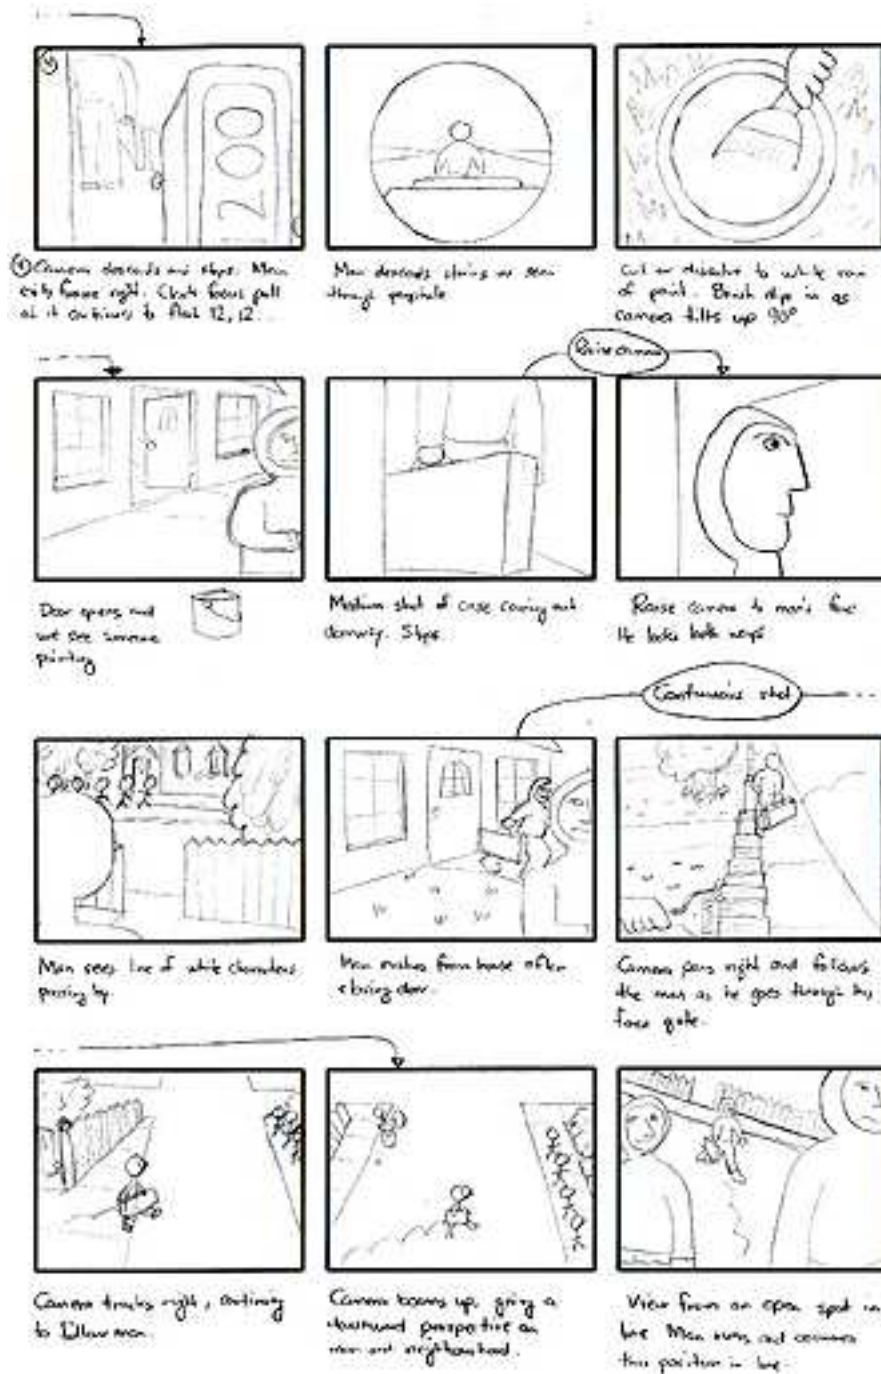 200
④ Camera descends and stops. Man
exits frame right. Clock focus pull
as it continues to flash 12, 12...
Man descends stairs as seen
through peephole
Cut or dissolve to white can
of paint. Brush dips in as
camera tilts up 90°
Raise camera
Door opens and
we see someone
painting
Medium shot of case coming out
doorway. Stops.
Raise camera to man's face
He looks both ways
Continuous shot
Man sees line of white characters
passing by.
Man rushes from house after
closing door.
Camera pans right and follows
the man as he goes through his
gate.
Camera tracks right, continuing
to follow man.
Camera booms up, giving a
downward perspective on
man and neighbourhood.
View from an open spot in
line. Man runs and assumes
this position in line.